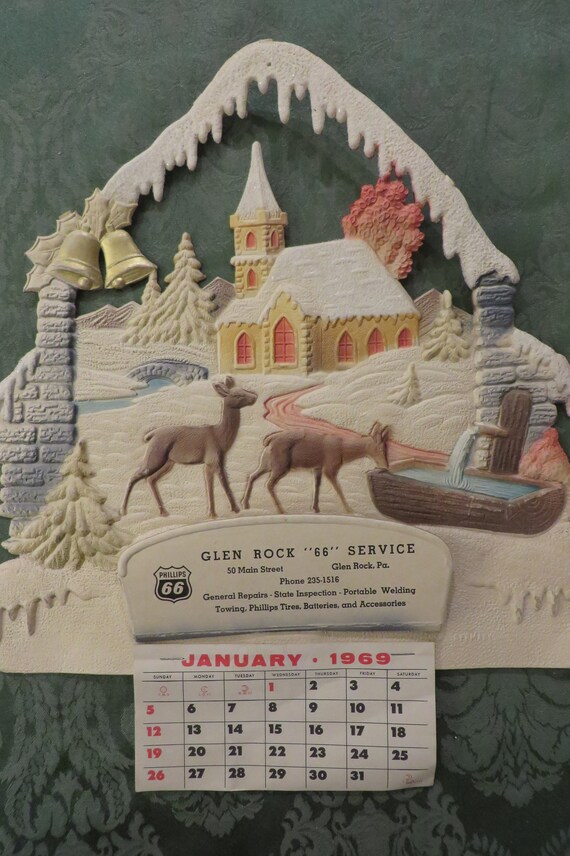 GLEN ROCK "66" SERVICE
50 Main Street Glen Rock, Pa.
Phone 235-1516
PHILLIPS
66
General Repairs - State Inspection - Portable Welding
Towing, Phillips Tires, Batteries, and Accessories
JANUARY · 1969
SUNDAY MONDAY TUESDAY WEDNESDAY THURSDAY FRIDAY SATURDAY
1 2 3 4
5 6 7 8 9 10 11
12 13 14 15 16 17 18
19 20 21 22 23 24 25
26 27 28 29 30 31